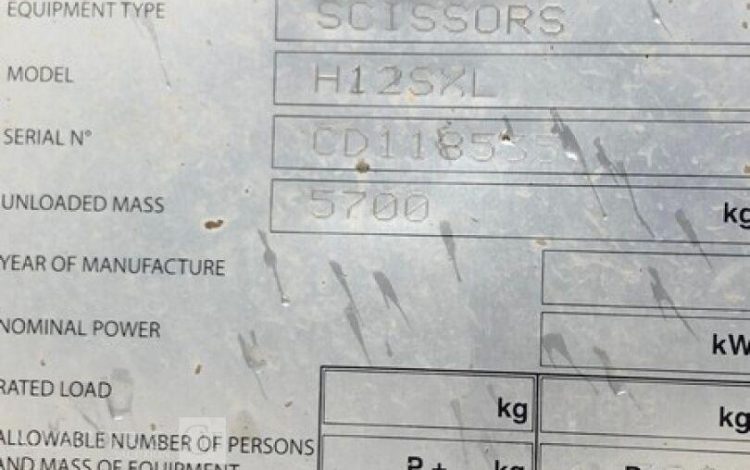 EQUIPMENT TYPE SCISSORS
MODEL H12SXL
SERIAL N°
UNLOADED MASS 5700 kg
YEAR OF MANUFACTURE
NOMINAL POWER kW
RATED LOAD kg kg
ALLOWABLE NUMBER OF PERSONS
AND MASS OF EQUIPMENT P + kg